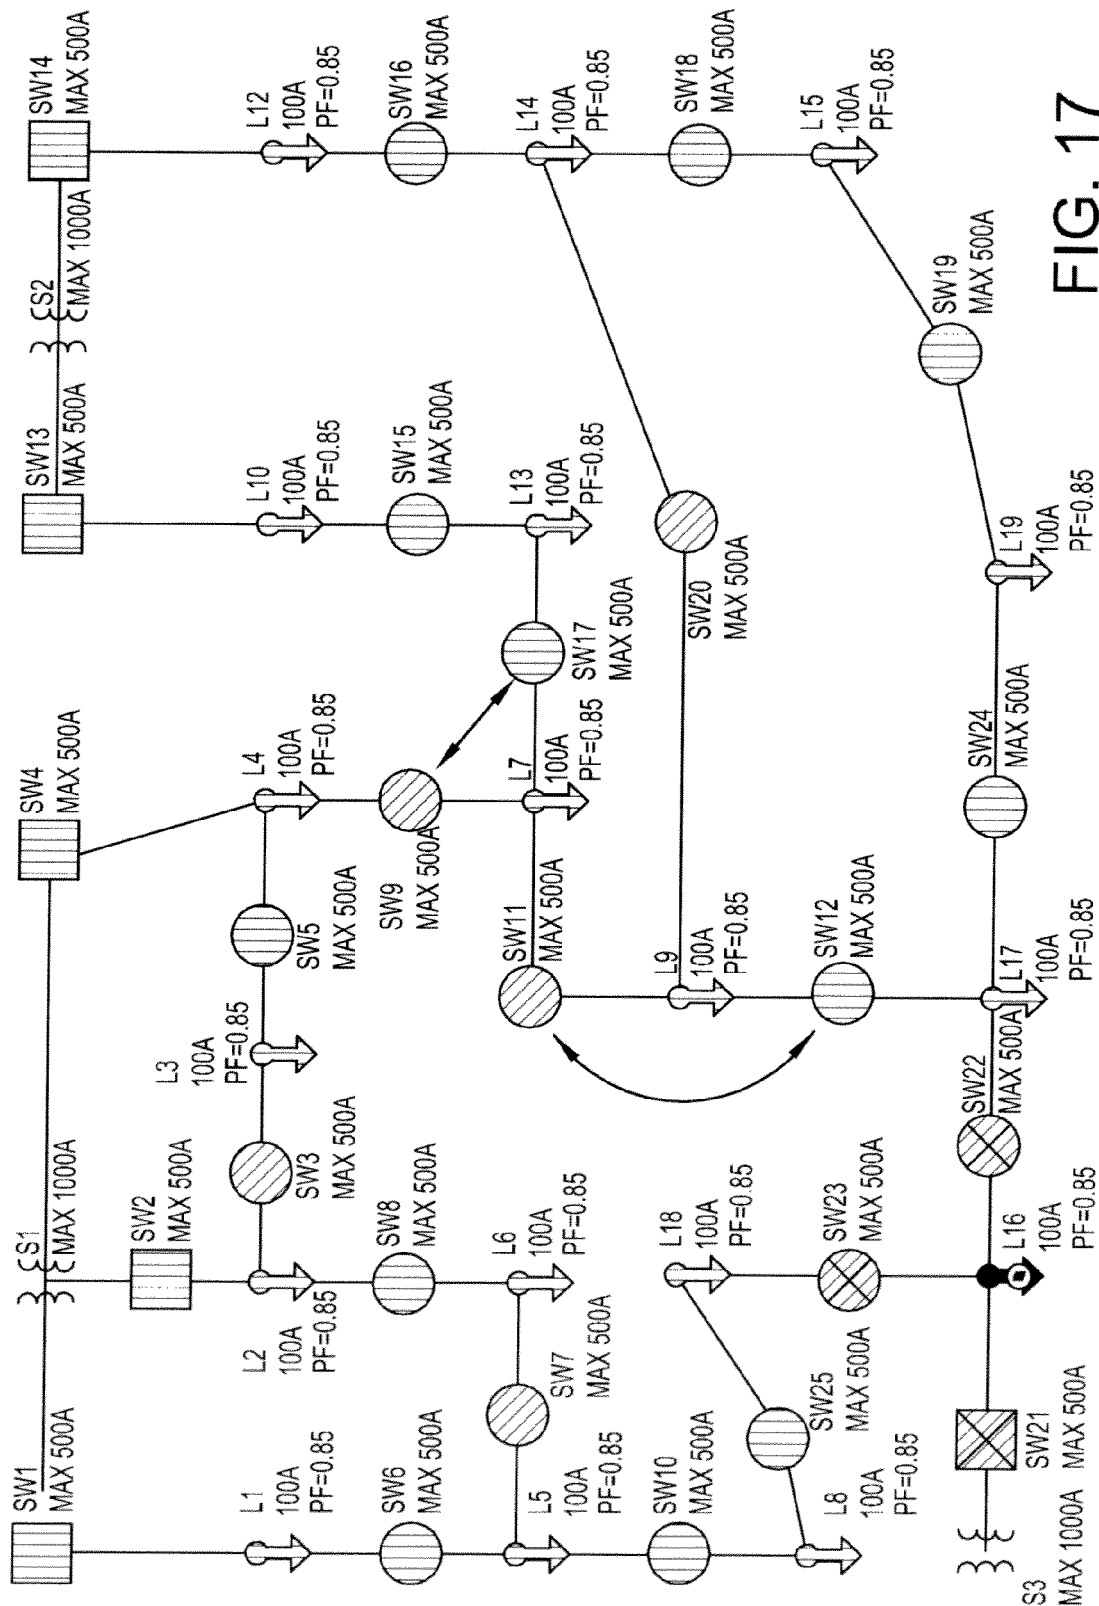 SW1
MAX 500A
S1
MAX 1000A
SW4
MAX 500A
SW13
MAX 500A
S2
MAX 1000A
SW14
MAX 500A
SW2
MAX 500A
L1
100A
PF=0.85
L2
100A
PF=0.85
L3
100A
PF=0.85
SW3
MAX 500A
SW5
MAX 500A
L4
100A
PF=0.85
L10
100A
PF=0.85
L12
100A
PF=0.85
SW6
MAX 500A
SW8
MAX 500A
SW9
MAX 500A
SW15
MAX 500A
SW16
MAX 500A
L5
100A
PF=0.85
SW7
MAX 500A
L6
100A
PF=0.85
SW11
MAX 500A
L7
100A
PF=0.85
SW17
MAX 500A
L13
100A
PF=0.85
L14
100A
PF=0.85
SW10
MAX 500A
L18
100A
PF=0.85
L9
100A
PF=0.85
SW20
MAX 500A
SW18
MAX 500A
L8
100A
PF=0.85
SW25
MAX 500A
SW23
MAX 500A
SW12
MAX 500A
L15
100A
PF=0.85
SW19
MAX 500A
S3
MAX 1000A
SW21
MAX 500A
L16
100A
PF=0.85
SW22
MAX 500A
L17
100A
PF=0.85
SW24
MAX 500A
L19
100A
PF=0.85
FIG. 17